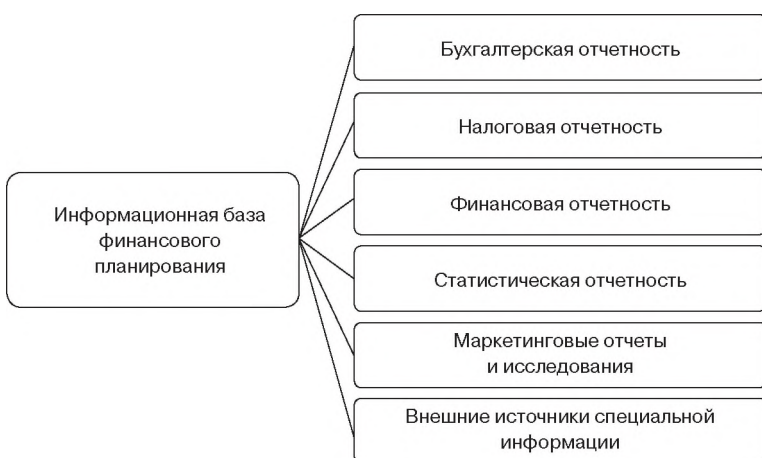 Бухгалтерская отчетность
Налоговая отчетность
Финансовая отчетность
Информационная база
финансового
планирования
Статистическая отчетность
Маркетинговые отчеты
и исследования
Внешние источники специальной
информации